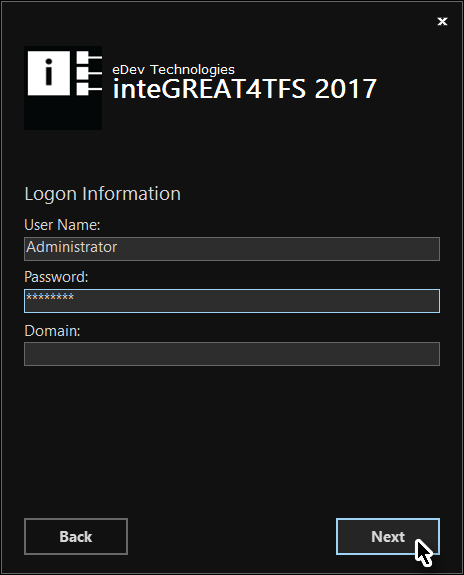 eDev Technologies
inteGREAT4TFS 2017
Logon Information
User Name:
Administrator
Password:
********
Domain:
Back
Next